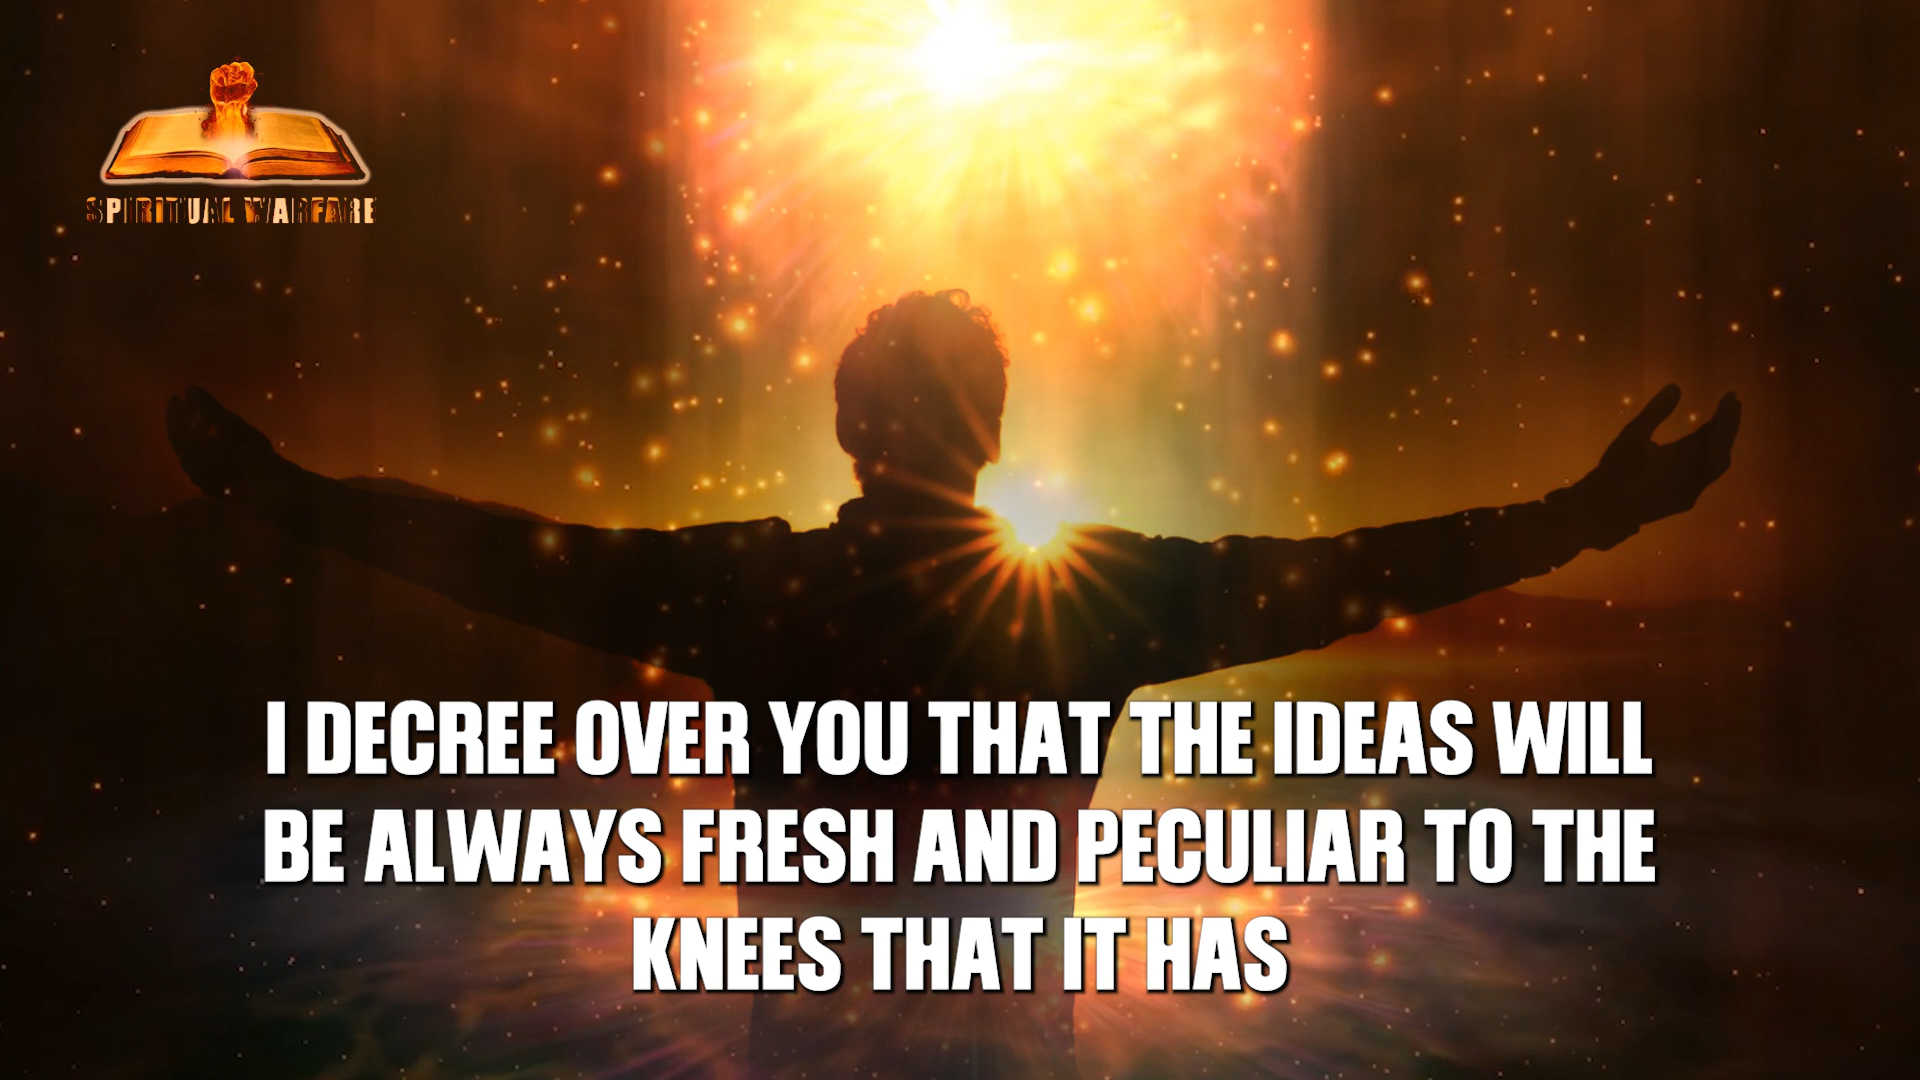 SPIRITUAL WARFARE
I DECREE OVER YOU THAT THE IDEAS WILL
BE ALWAYS FRESH AND PECULIAR TO THE
KNEES THAT IT HAS